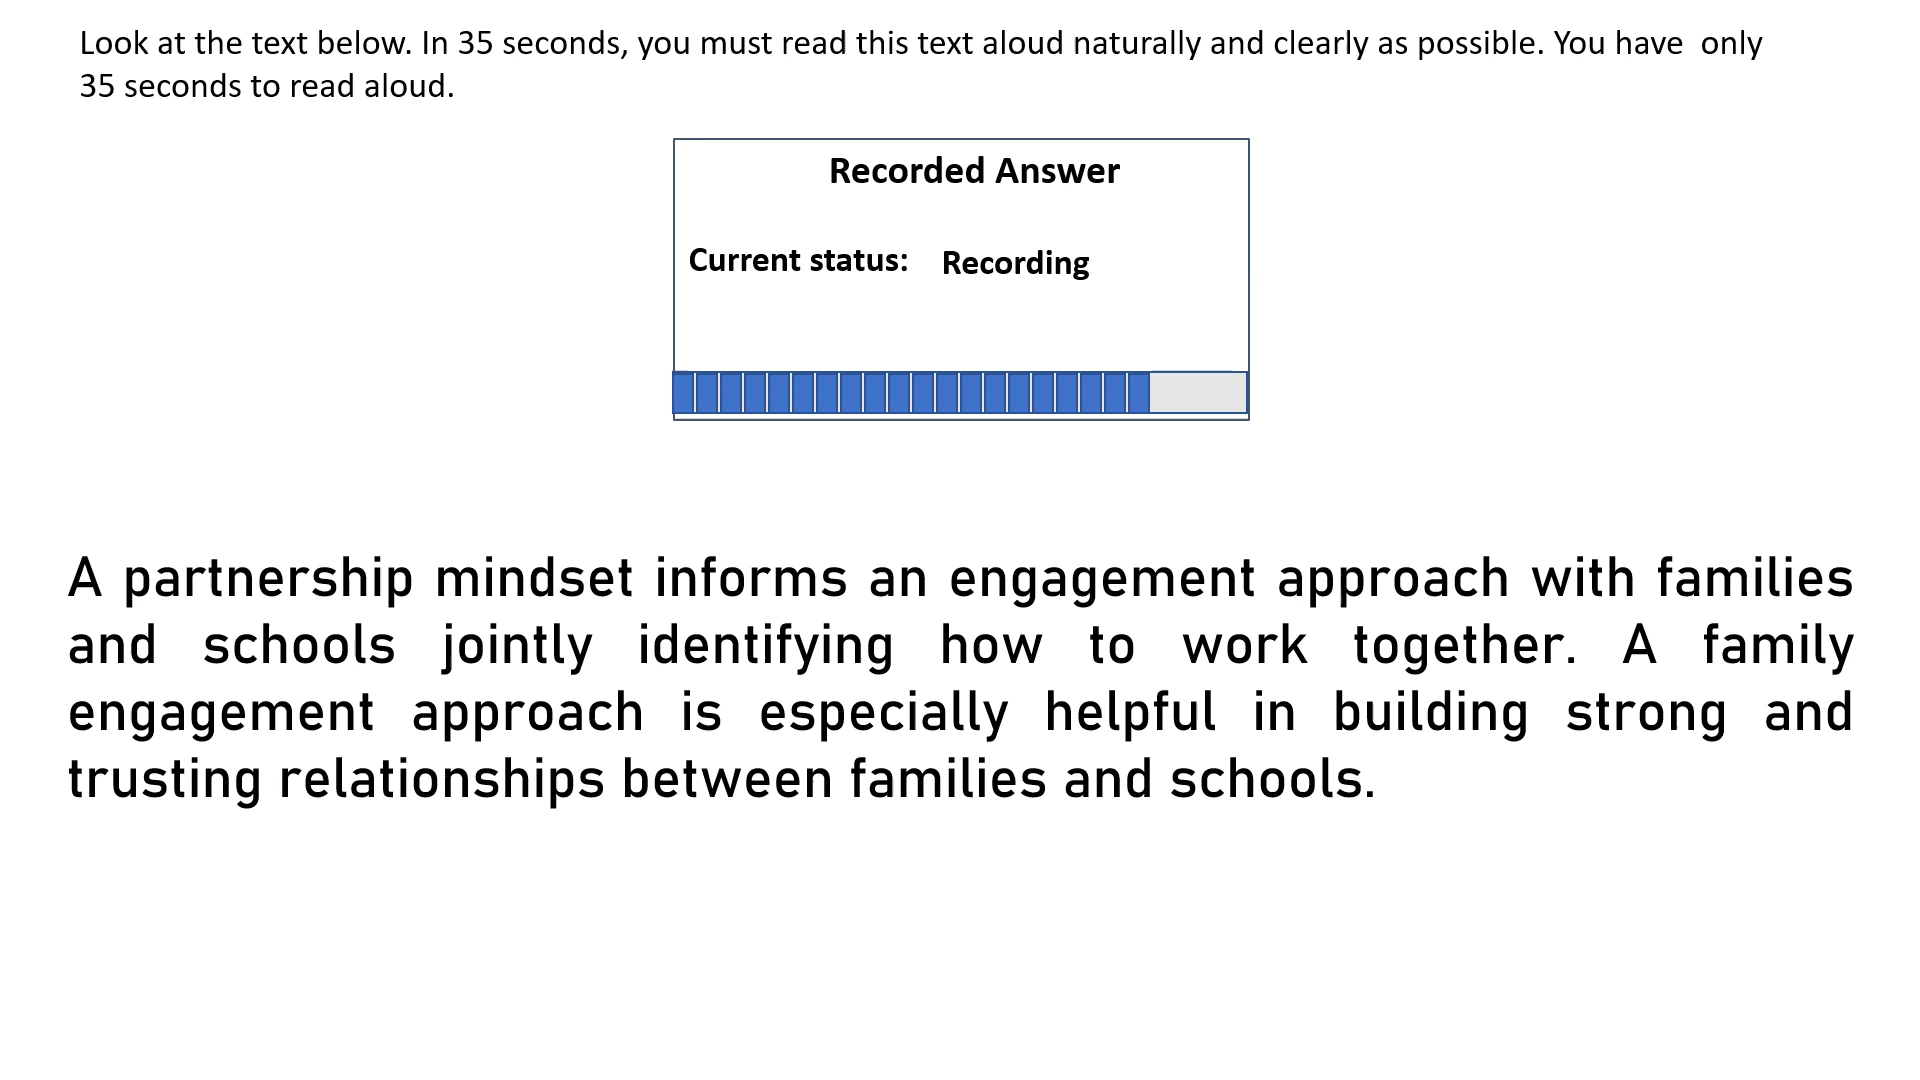 Look at the text below. In 35 seconds, you must read this text aloud naturally and clearly as possible. You have  only
35 seconds to read aloud.
Recorded Answer
Current status: Recording
A partnership mindset informs an engagement approach with families
and schools jointly identifying how to work together. A family
engagement approach is especially helpful in building strong and
trusting relationships between families and schools.